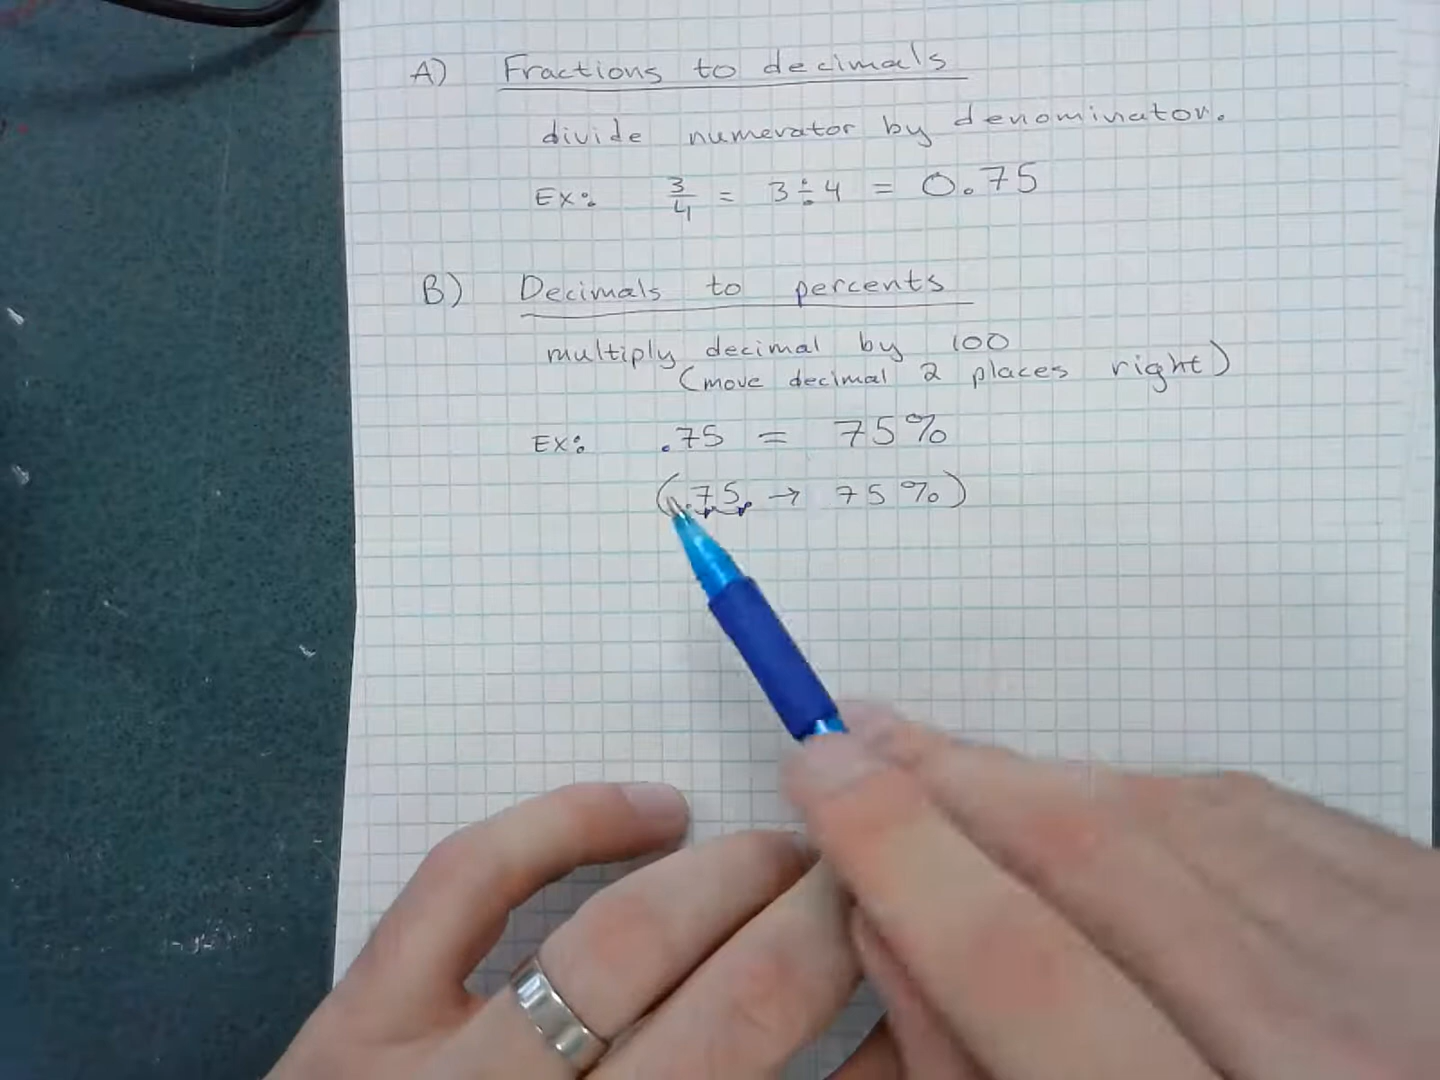 A) Fractions to decimals
divide numerator by denominator.
Ex: 3/4 = 3÷4 = 0.75
B) Decimals to percents
multiply decimal by 100
(move decimal 2 places right)
Ex: .75 = 75%
(.75. → 75%)